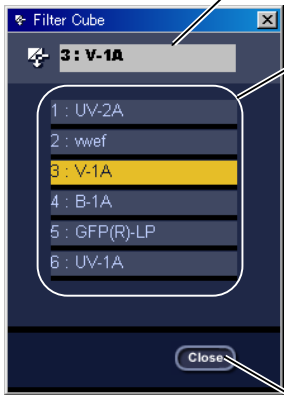 Filter Cube
3: V-1A
1 : UV-2A
2 : vwef
3 : V-1A
4 : B-1A
5 : GFP(R)-LP
6 : UV-1A
Close